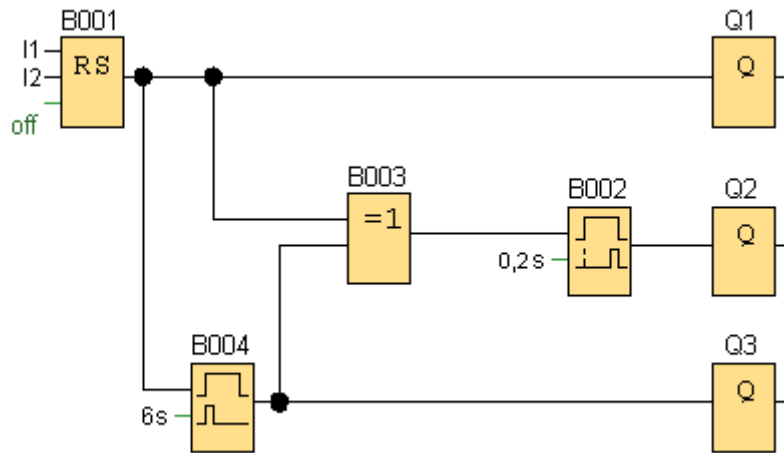 B001
Q1
I1
RS
Q
I2
off
B003
B002
Q2
=1
Q
0,2s
B004
Q3
Q
6s